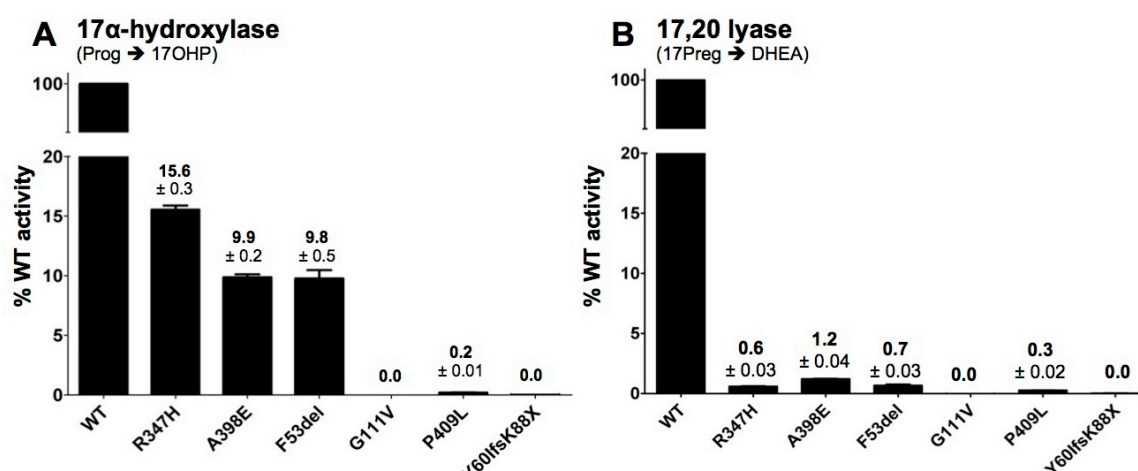 A 17α-hydroxylase
(Prog ➔ 17OHP)
% WT activity
100
20
15
10
5
0
15.6
± 0.3
9.9
± 0.2
9.8
± 0.5
0.0
0.2
± 0.01
0.0
WT
R347H
A398E
F53del
G111V
P409L
Y60IfsK88X
B 17,20 lyase
(17Preg ➔ DHEA)
% WT activity
100
20
15
10
5
0
0.6
± 0.03
1.2
± 0.04
0.7
± 0.03
0.0
0.3
± 0.02
0.0
WT
R347H
A398E
F53del
G111V
P409L
Y60IfsK88X